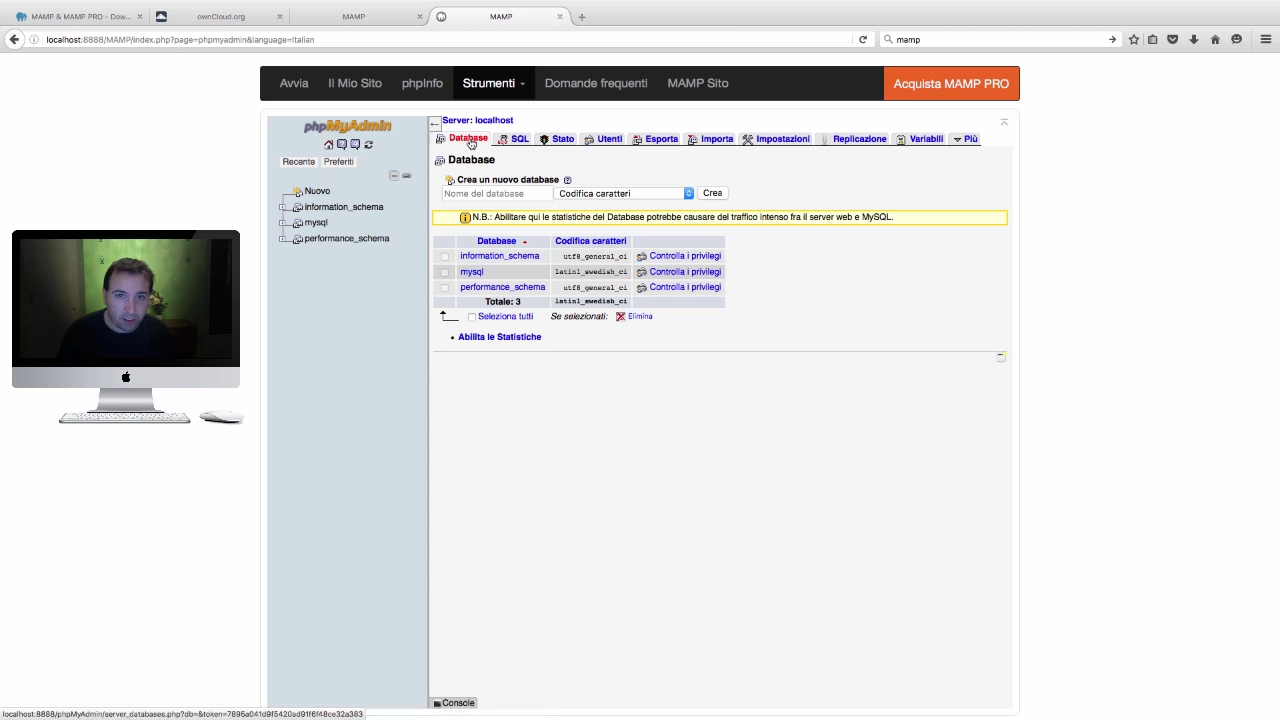 MAMP & MAMP PRO - Dow... ×
ownCloud.org ×
MAMP ×
MAMP ×
localhost:8888/MAMP/index.php?page=phpmyadmin&language=Italian
mamp
Avvia Il Mio Sito phpInfo Strumenti Domande frequenti MAMP Sito Acquista MAMP PRO
phpMyAdmin
Recente Preferiti
Nuovo
information_schema
mysql
performance_schema
Server: localhost
Database SQL Stato Utenti Esporta Importa Impostazioni Replicazione Variabili Più
Database
Crea un nuovo database
Nome del database Codifica caratteri Crea
N.B.: Abilitare qui le statistiche del Database potrebbe causare del traffico intenso fra il server web e MySQL.
Database Codifica caratteri
information_schema utf8_general_ci Controlla i privilegi
mysql latin1_swedish_ci Controlla i privilegi
performance_schema utf8_general_ci Controlla i privilegi
Totale: 3 latin1_swedish_ci
Seleziona tutti Se selezionati: Elimina
• Abilita le Statistiche
Console